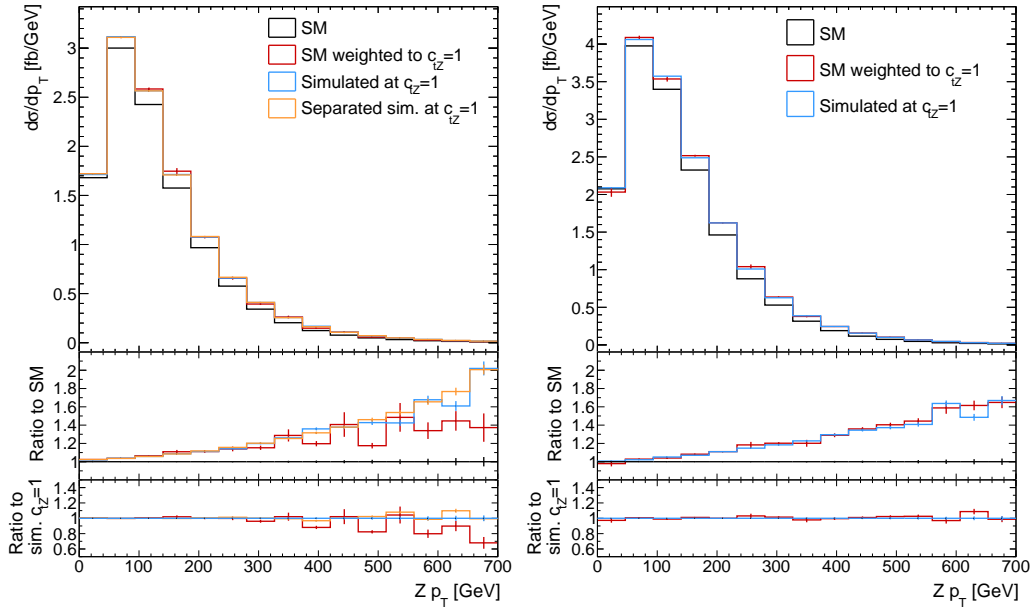 dσ/dp_T [fb/GeV]
3
2.5
2
1.5
1
0.5
0
SM
SM weighted to c_tZ=1
Simulated at c_tZ=1
Separated sim. at c_tZ=1
Ratio to SM
2
1.8
1.6
1.4
1.2
1
Ratio to
sim. c_tZ=1
1.4
1.2
1
0.8
0.6
0 100 200 300 400 500 600 700
Z p_T [GeV]
dσ/dp_T [fb/GeV]
4
3.5
3
2.5
2
1.5
1
0.5
0
SM
SM weighted to c_tZ=1
Simulated at c_tZ=1
Ratio to SM
2
1.8
1.6
1.4
1.2
1
Ratio to
sim. c_tZ=1
1.4
1.2
1
0.8
0.6
0 100 200 300 400 500 600 700
Z p_T [GeV]